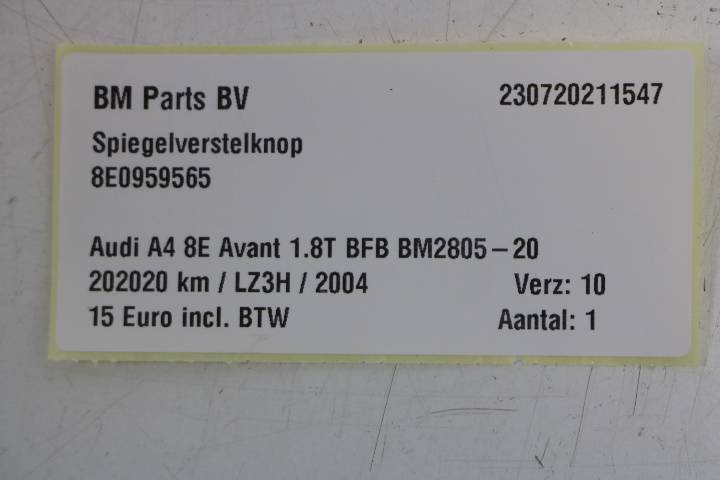 BM Parts BV 230720211547
Spiegelverstelknop
8E0959565
Audi A4 8E Avant 1.8T BFB BM2805-20
202020 km / LZ3H / 2004 Verz: 10
15 Euro incl. BTW Aantal: 1